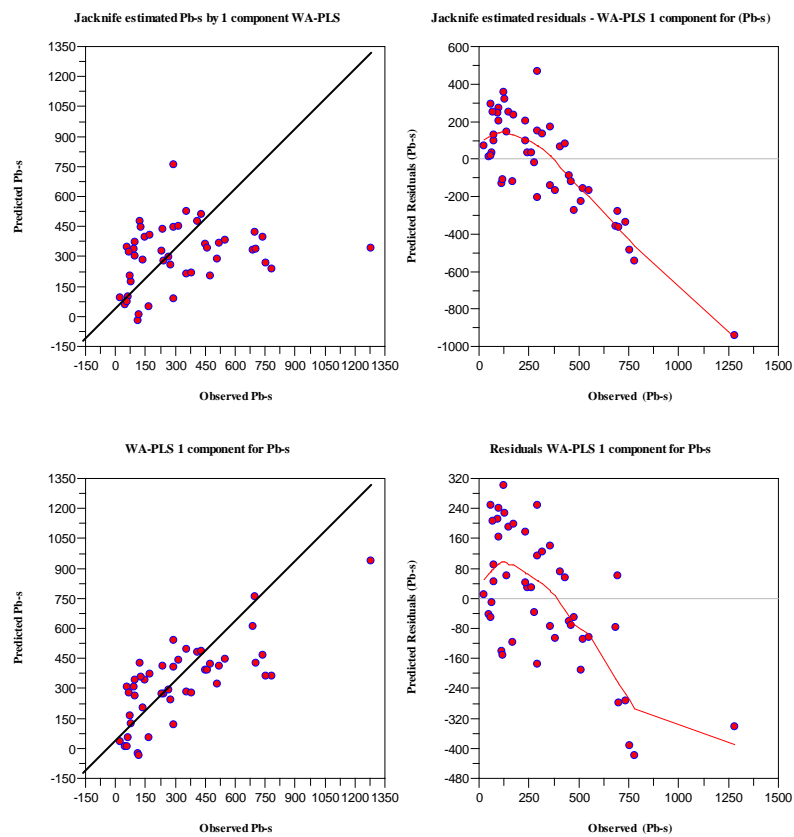 Jacknife estimated Pb-s by 1 component WA-PLS
1350
1200
1050
900
750
600
450
300
150
0
-150
Predicted Pb-s
-150 0 150 300 450 600 750 900 1050 1200 1350
Observed Pb-s
Jacknife estimated residuals - WA-PLS 1 component for (Pb-s)
600
400
200
0
-200
-400
-600
-800
-1000
Predicted Residuals (Pb-s)
0 250 500 750 1000 1250 1500
Observed (Pb-s)
WA-PLS 1 component for Pb-s
1350
1200
1050
900
750
600
450
300
150
0
-150
Predicted Pb-s
-150 0 150 300 450 600 750 900 1050 1200 1350
Observed Pb-s
Residuals WA-PLS 1 component for Pb-s
320
240
160
80
0
-80
-160
-240
-320
-400
-480
Predicted Residuals (Pb-s)
0 250 500 750 1000 1250 1500
Observed (Pb-s)